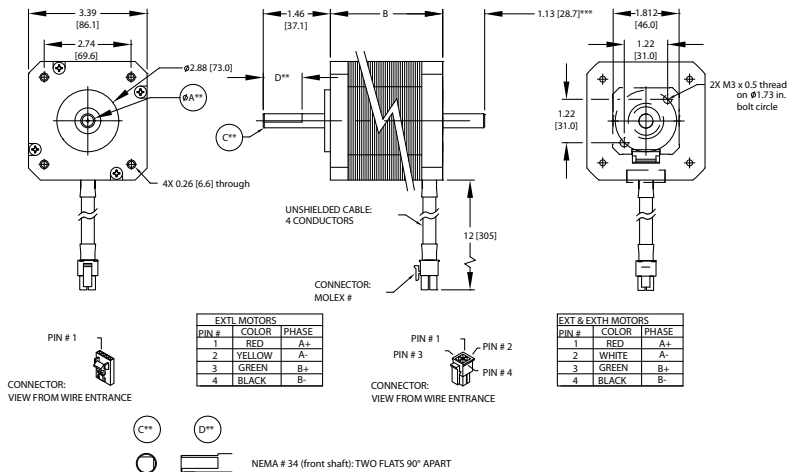 3.39
[86.1]
2.74
[69.6]
ø2.88 [73.0]
øA**
4X 0.26 [6.6] through
1.46
[37.1]
B
1.13 [28.7]***
D**
C**
UNSHIELDED CABLE:
4 CONDUCTORS
12 [305]
CONNECTOR:
MOLEX #
1.812
[46.0]
1.22
[31.0]
2X M3 x 0.5 thread
on ø1.73 in.
bolt circle
1.22
[31.0]
PIN # 1
CONNECTOR:
VIEW FROM WIRE ENTRANCE
EXTL MOTORS
PIN # COLOR PHASE
1 RED A+
2 YELLOW A-
3 GREEN B+
4 BLACK B-
PIN # 1
PIN # 2
PIN # 3
PIN # 4
CONNECTOR:
VIEW FROM WIRE ENTRANCE
EXT & EXTH MOTORS
PIN # COLOR PHASE
1 RED A+
2 WHITE A-
3 GREEN B+
4 BLACK B-
C** D**
NEMA # 34 (front shaft): TWO FLATS 90° APART